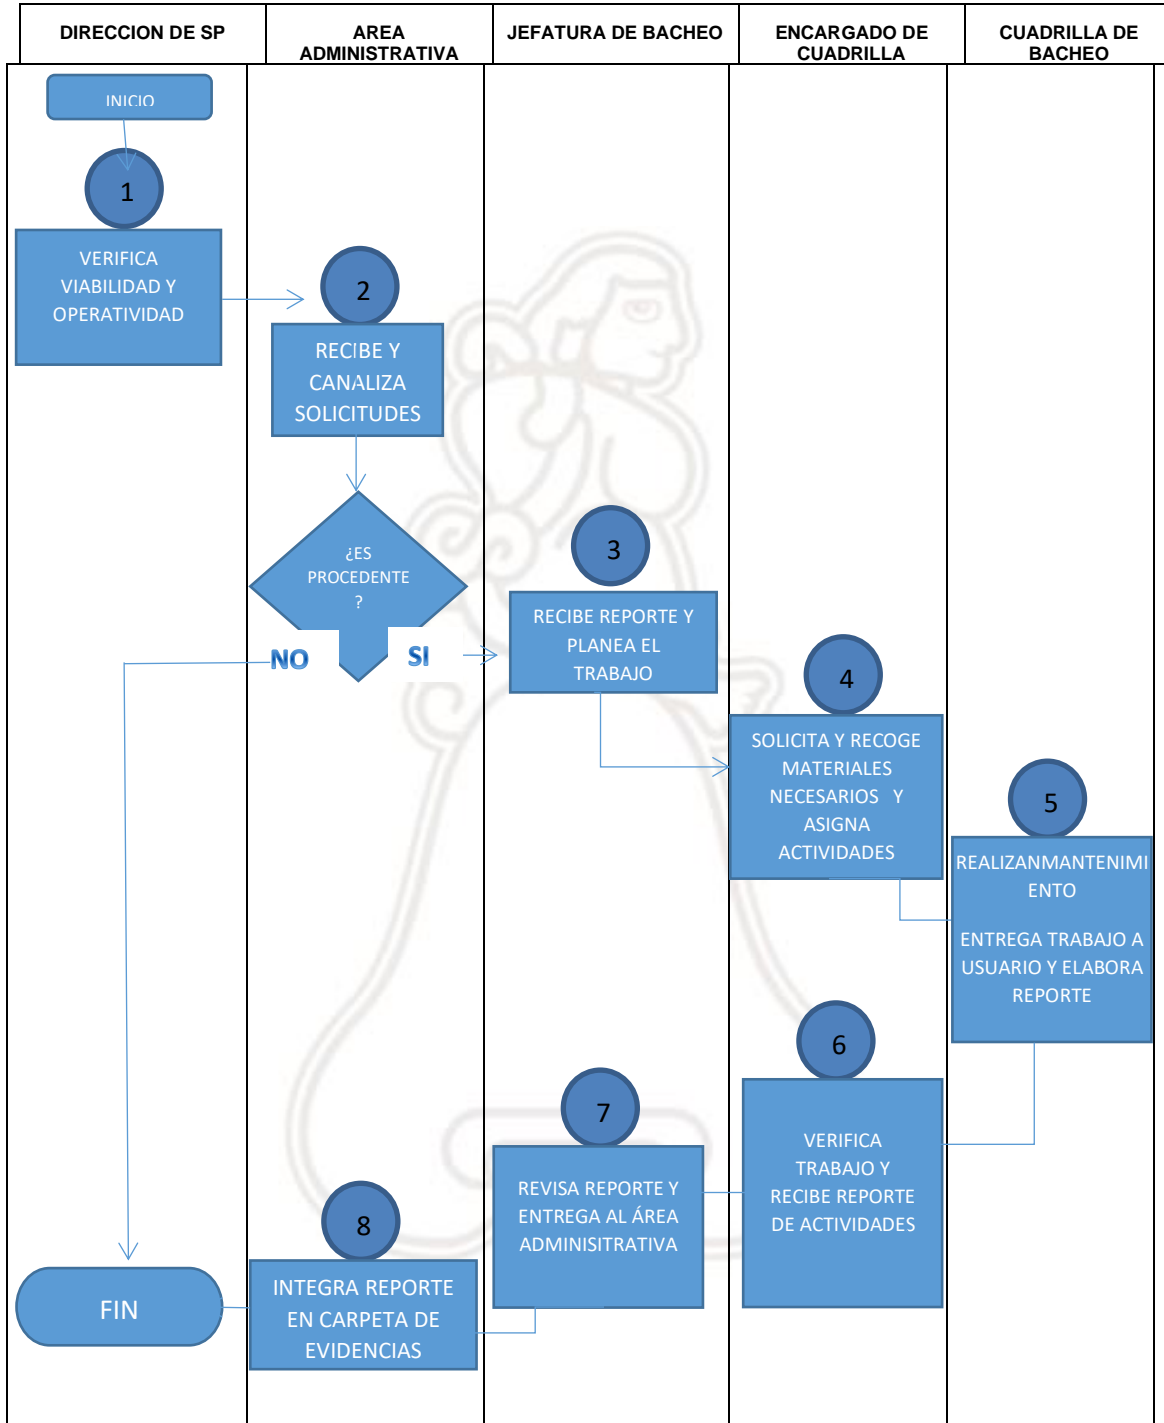 DIRECCION DE SP
AREA
ADMINISTRATIVA
JEFATURA DE BACHEO
ENCARGADO DE
CUADRILLA
CUADRILLA DE
BACHEO
INICIO
1
VERIFICA
VIABILIDAD Y
OPERATIVIDAD
2
RECIBE Y
CANALIZA
SOLICITUDES
¿ES
PROCEDENTE
?
NO
SI
3
RECIBE REPORTE Y
PLANEA EL
TRABAJO
4
SOLICITA Y RECOGE
MATERIALES
NECESARIOS Y
ASIGNA
ACTIVIDADES
5
REALIZANMANTENIMI
ENTO
ENTREGA TRABAJO A
USUARIO Y ELABORA
REPORTE
6
VERIFICA
TRABAJO Y
RECIBE REPORTE
DE ACTIVIDADES
7
REVISA REPORTE Y
ENTREGA AL ÁREA
ADMINISITRATIVA
8
INTEGRA REPORTE
EN CARPETA DE
EVIDENCIAS
FIN